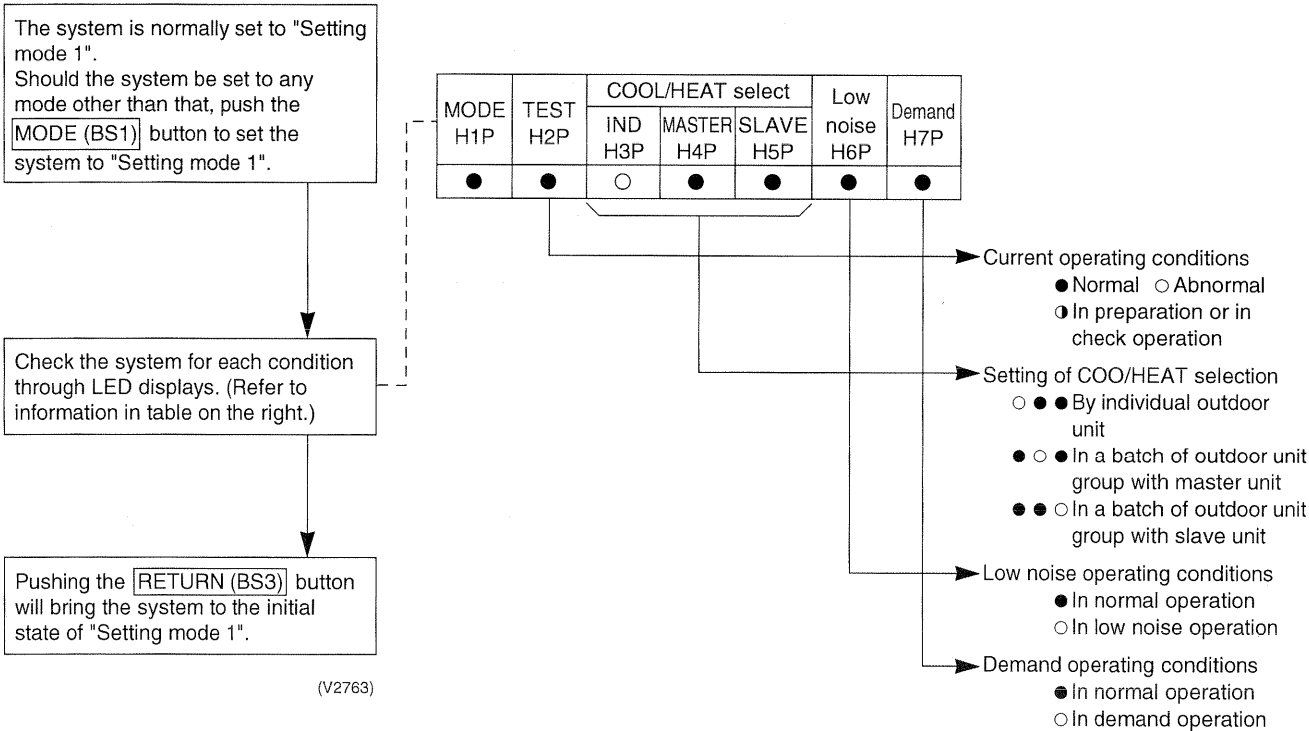 The system is normally set to "Setting
mode 1".
Should the system be set to any
mode other than that, push the
MODE (BS1) button to set the
system to "Setting mode 1".
Check the system for each condition
through LED displays. (Refer to
information in table on the right.)
Pushing the RETURN (BS3) button
will bring the system to the initial
state of "Setting mode 1".
(V2763)
MODE
H1P
TEST
H2P
COOL/HEAT select
IND
H3P
MASTER
H4P
SLAVE
H5P
Low
noise
H6P
Demand
H7P
● ● ○ ● ● ● ●
Current operating conditions
● Normal ○ Abnormal
◑ In preparation or in
check operation
Setting of COO/HEAT selection
○ ● ● By individual outdoor
unit
● ○ ● In a batch of outdoor unit
group with master unit
● ● ○ In a batch of outdoor unit
group with slave unit
Low noise operating conditions
● In normal operation
○ In low noise operation
Demand operating conditions
● In normal operation
○ In demand operation